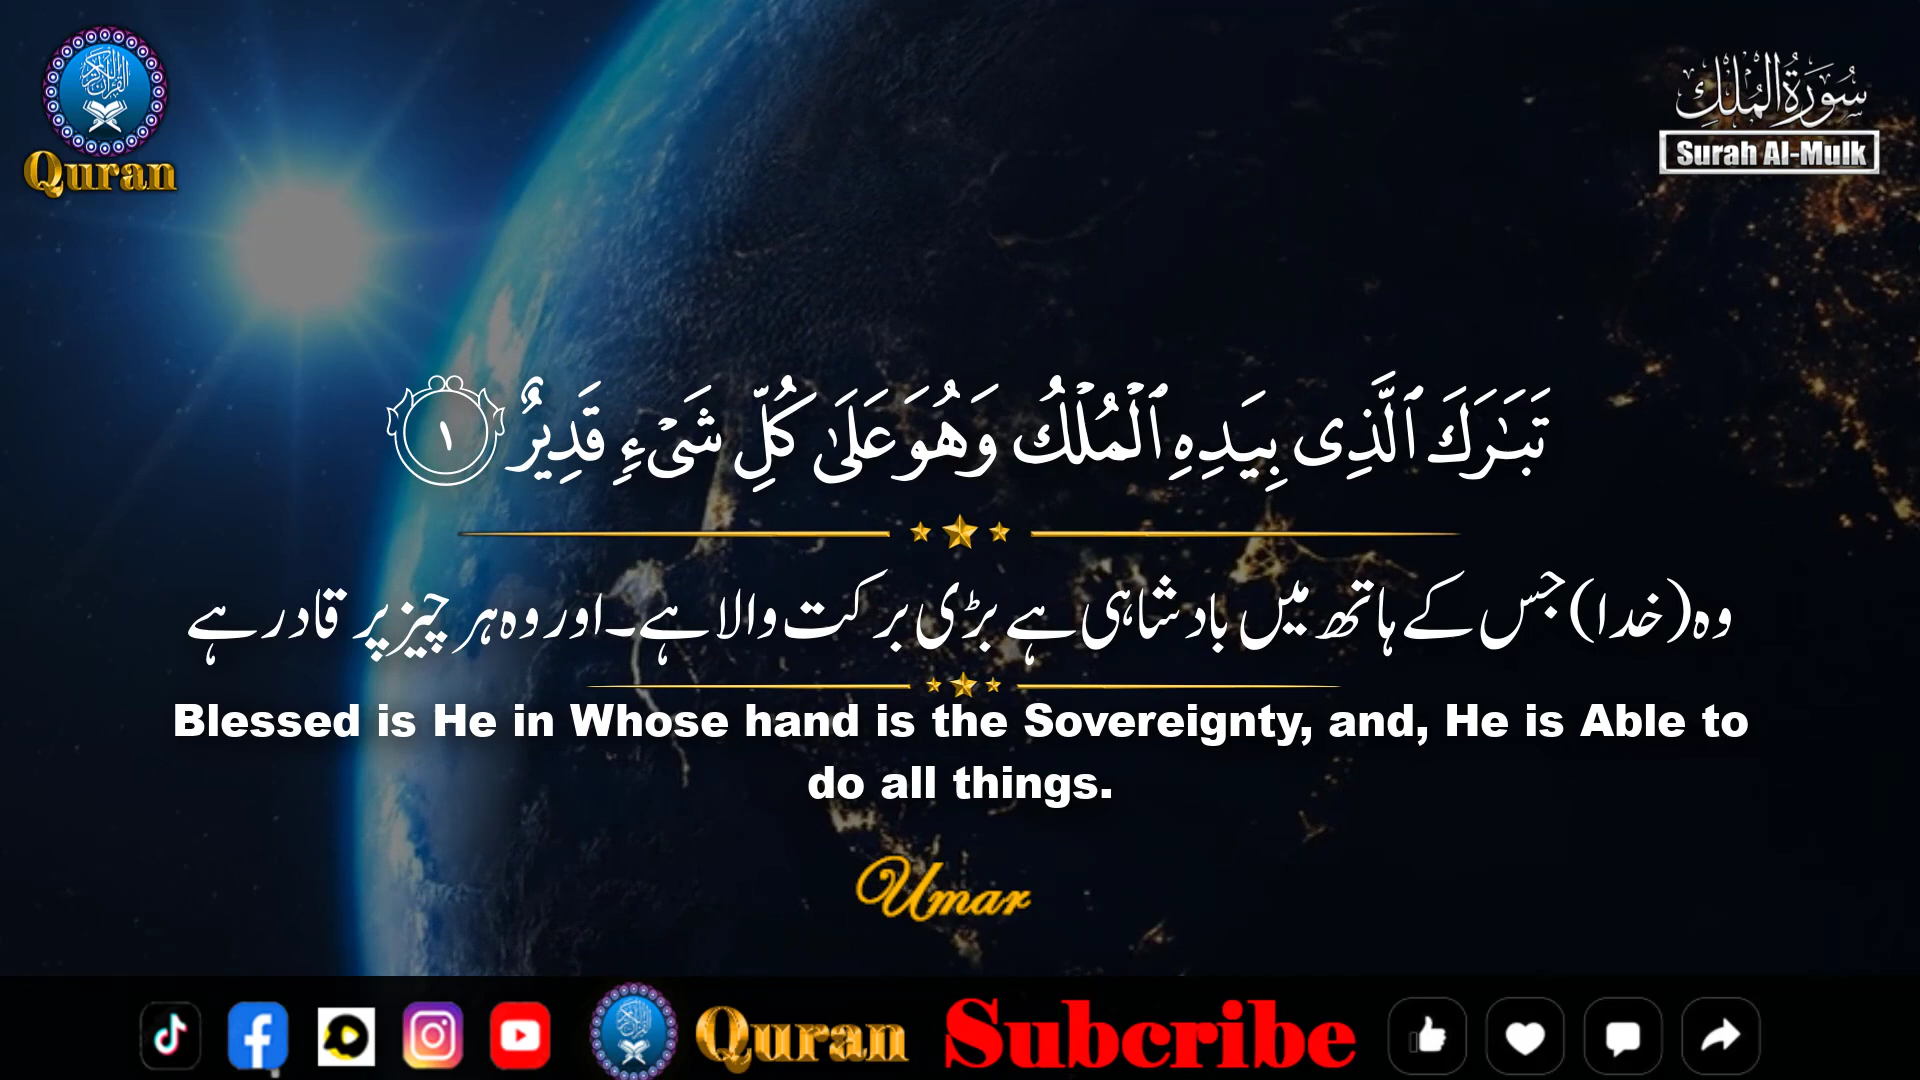 القرآن الكريم
Quran
سُورَةُ الْمُلْكِ
Surah Al-Mulk
تَبَـٰرَكَ ٱلَّذِى بِيَدِهِ ٱلْمُلْكُ وَهُوَ عَلَىٰ كُلِّ شَىْءٍ قَدِيرٌ ١
وہ (خدا) جس کے ہاتھ میں بادشاہی ہے بڑی برکت والا ہے۔ اور وہ ہر چیز پر قادر ہے
Blessed is He in Whose hand is the Sovereignty, and, He is Able to
do all things.
Umar
Quran Subcribe